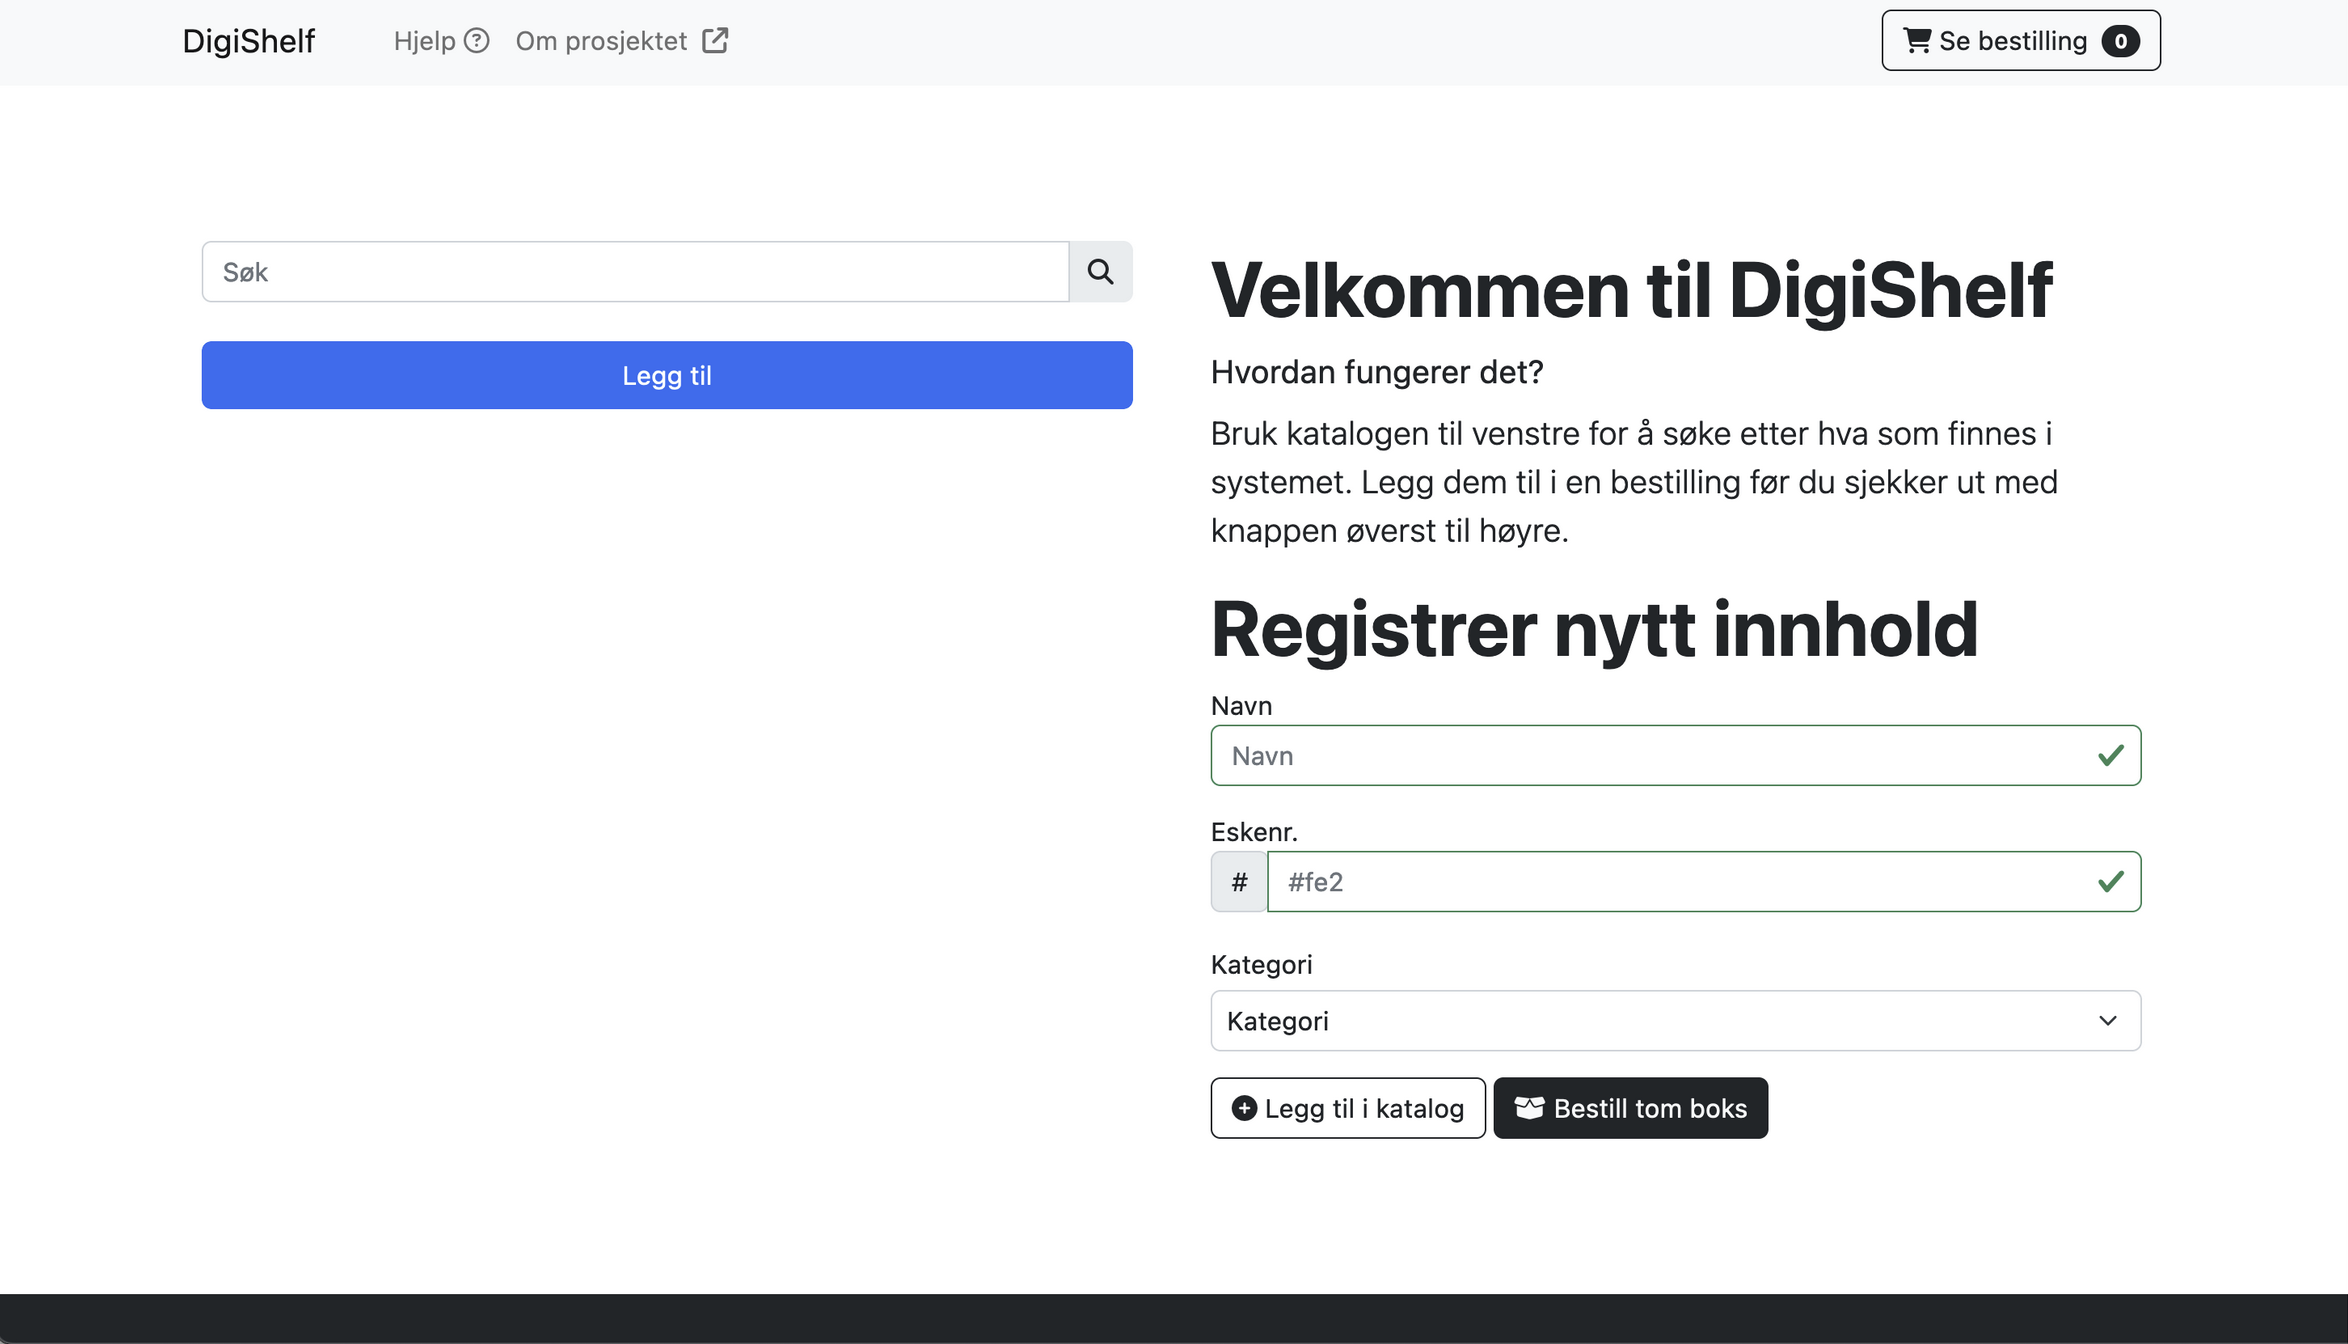 DigiShelf
Hjelp
Om prosjektet
Se bestilling 0
Søk
Legg til
Velkommen til DigiShelf
Hvordan fungerer det?
Bruk katalogen til venstre for å søke etter hva som finnes i
systemet. Legg dem til i en bestilling før du sjekker ut med
knappen øverst til høyre.
Registrer nytt innhold
Navn
Navn
Eskenr.
# #fe2
Kategori
Kategori
Legg til i katalog
Bestill tom boks